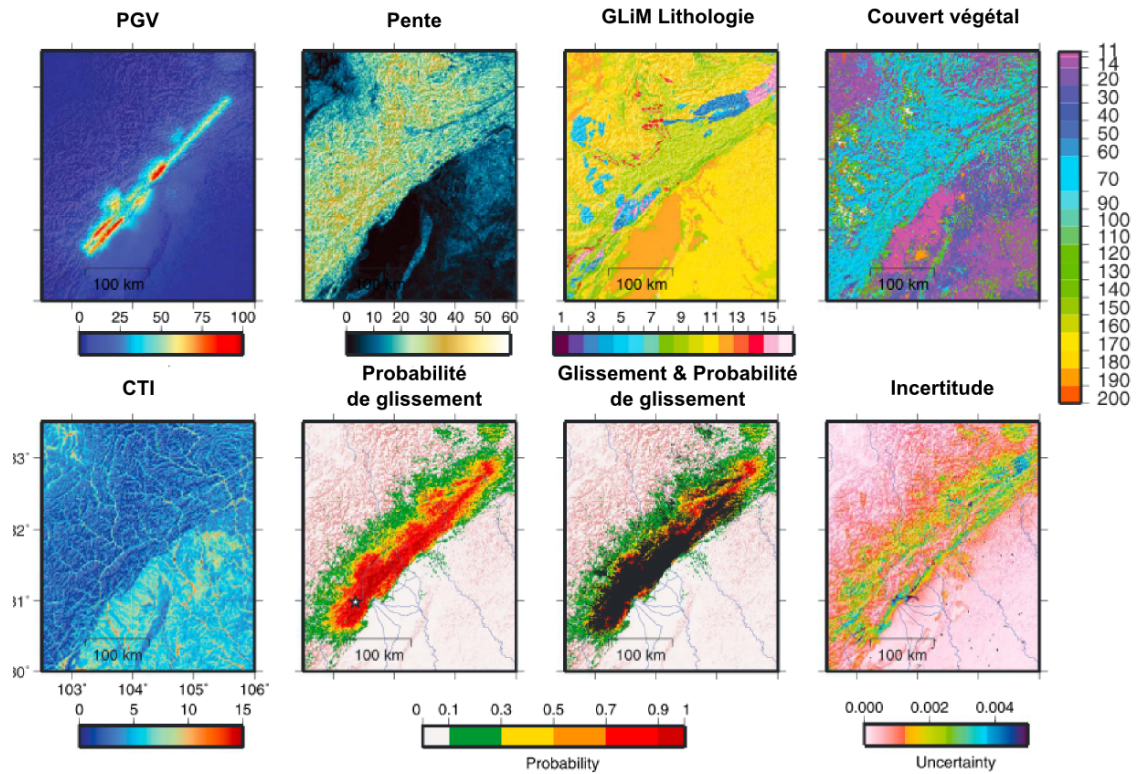 PGV
Pente
GLiM Lithologie
Couvert végétal
100 km
100 km
100 km
100 km
0 25 50 75 100
0 10 20 30 40 50 60
1 3 5 7 9 11 13 15
11
14
20
30
40
50
60
70
90
100
110
120
130
140
150
160
170
180
190
200
CTI
Probabilité
de glissement
Glissement & Probabilité
de glissement
Incertitude
33°
32°
31°
30°
100 km
100 km
100 km
100 km
103° 104° 105° 106°
0 5 10 15
0 0.1 0.3 0.5 0.7 0.9 1
Probability
0.000 0.002 0.004
Uncertainty